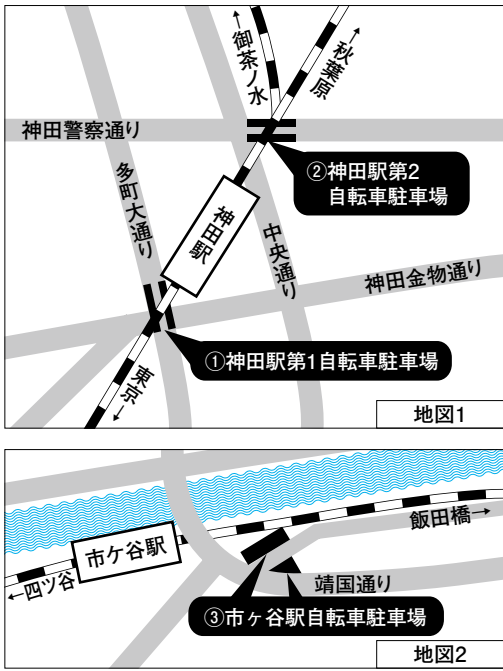 ←御茶ノ水
→秋葉原
神田警察通り
②神田駅第2
自転車駐車場
多町大通り
神田駅
中央通り
神田金物通り
①神田駅第1自転車駐車場
東京→
地図1
飯田橋→
市ケ谷駅
←四ツ谷
靖国通り
③市ヶ谷駅自転車駐車場
地図2